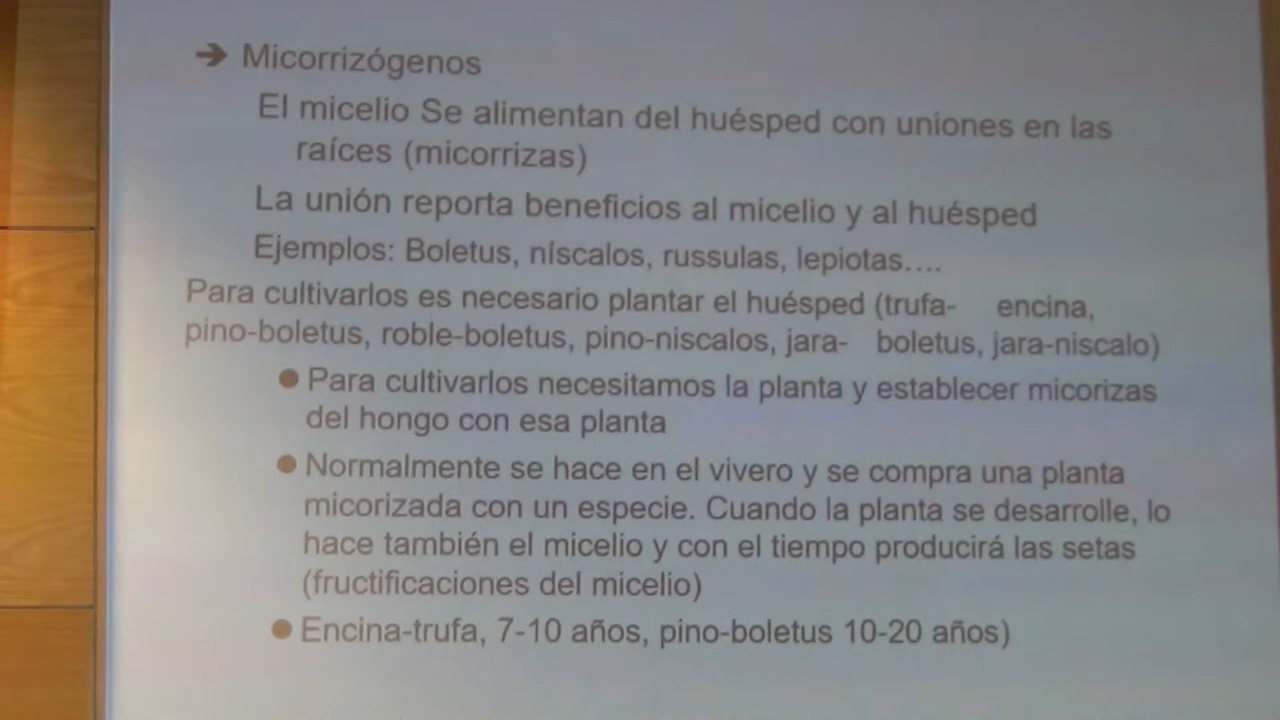 ➔ Micorrizógenos
El micelio Se alimentan del huésped con uniones en las
raíces (micorrizas)
La unión reporta beneficios al micelio y al huésped
Ejemplos: Boletus, níscalos, russulas, lepiotas....
Para cultivarlos es necesario plantar el huésped (trufa- encina,
pino-boletus, roble-boletus, pino-niscalos, jara- boletus, jara-niscalo)
● Para cultivarlos necesitamos la planta y establecer micorizas
del hongo con esa planta
● Normalmente se hace en el vivero y se compra una planta
micorizada con un especie. Cuando la planta se desarrolle, lo
hace también el micelio y con el tiempo producirá las setas
(fructificaciones del micelio)
● Encina-trufa, 7-10 años, pino-boletus 10-20 años)